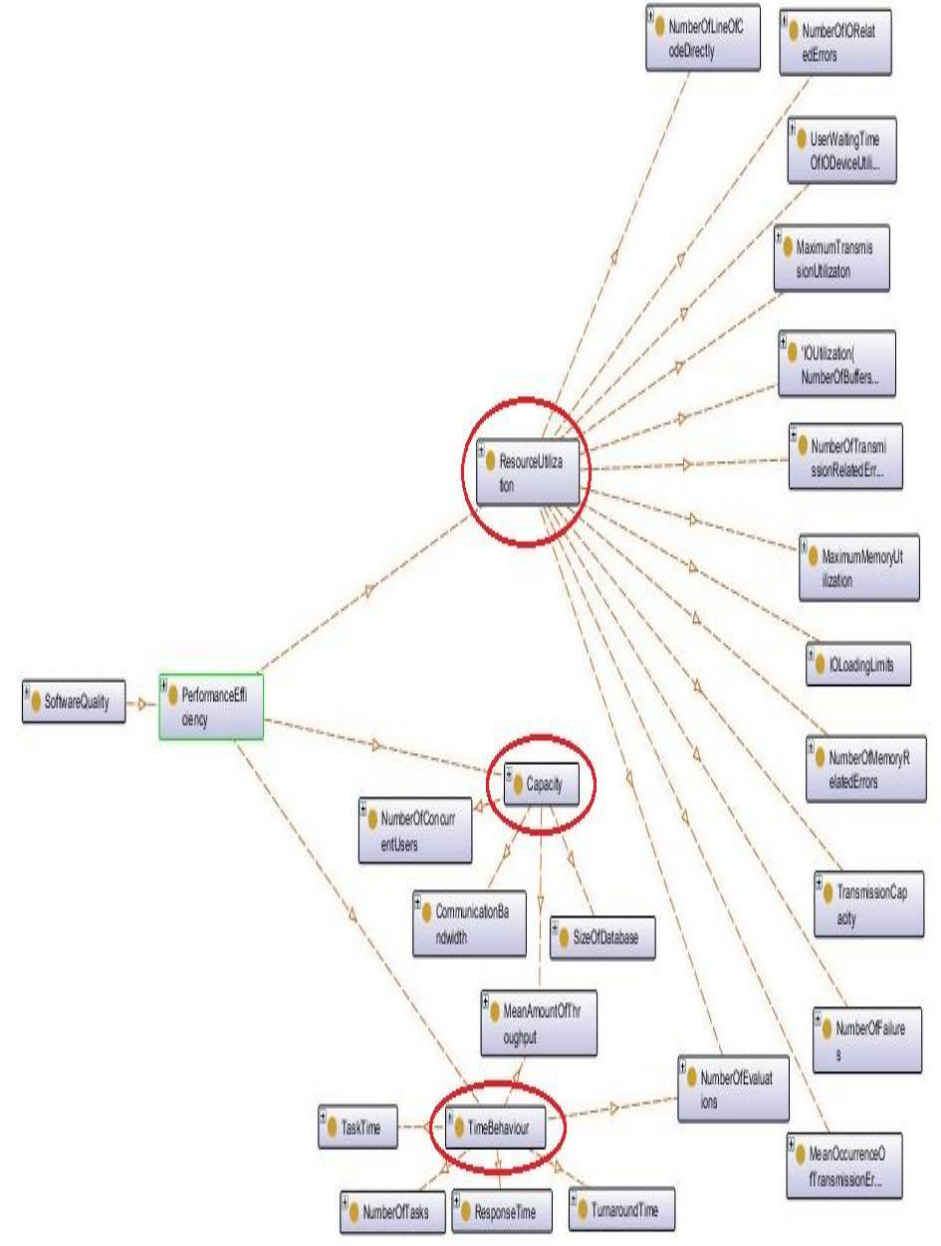 NumberOfLineOfC
odeDirectly
NumberOfIORelat
edErrors
UserWaitingTime
OfIODeviceUtili...
MaximumTransmis
sionUtilizaton
'IOUtilization(
NumberOfBuffers...
ResourceUtiliza
tion
NumberOfTransmi
ssionRelatedErr...
MaximumMemoryUt
ilization
IOLoadingLimits
SoftwareQuality
PerformanceEffi
ciency
NumberOfMemoryR
elatedErrors
Capacity
NumberOfConcurr
entUsers
TransmissionCap
acity
CommunicationBa
ndwidth
SizeOfDatabase
MeanAmountOfThr
oughput
NumberOfFailure
s
NumberOfEvaluat
ions
TaskTime
TimeBehaviour
MeanOccurrenceO
fTransmissionEr...
NumberOfTasks
ResponseTime
TurnaroundTime